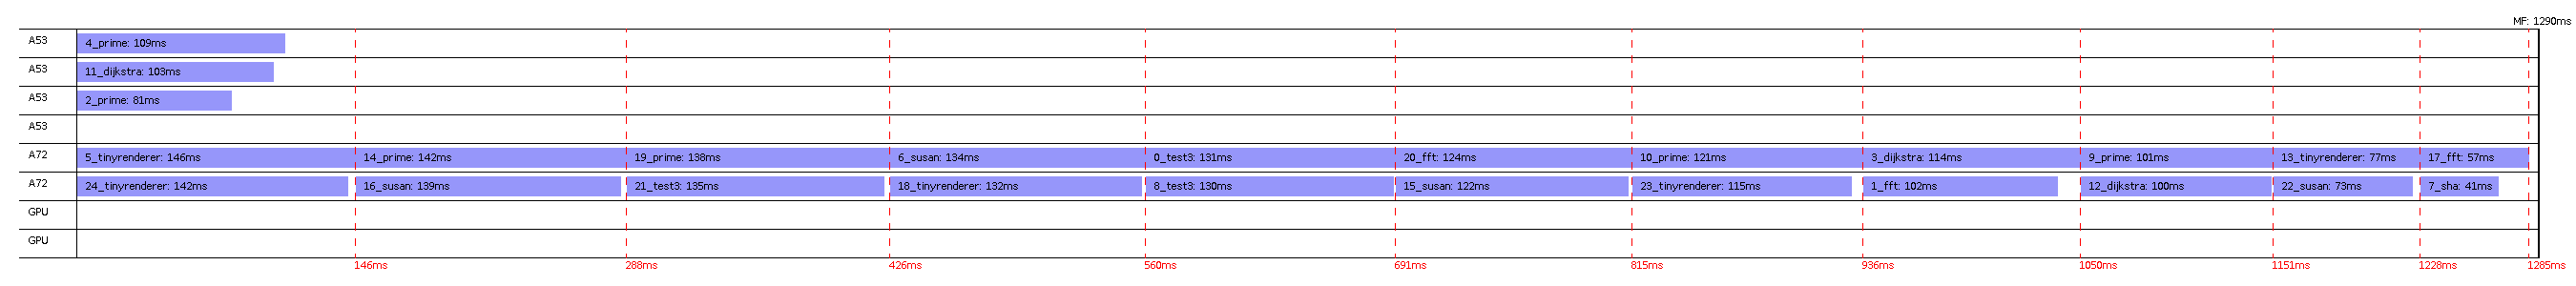 MF: 1290ms
A53 4_prime: 109ms
A53 11_dijkstra: 103ms
A53 2_prime: 81ms
A53
A72 5_tinyrenderer: 146ms 14_prime: 142ms 19_prime: 138ms 6_susan: 134ms 0_test3: 131ms 20_fft: 124ms 10_prime: 121ms 3_dijkstra: 114ms 9_prime: 101ms 13_tinyrenderer: 77ms 17_fft: 57ms
A72 24_tinyrenderer: 142ms 16_susan: 139ms 21_test3: 135ms 18_tinyrenderer: 132ms 8_test3: 130ms 15_susan: 122ms 23_tinyrenderer: 115ms 1_fft: 102ms 12_dijkstra: 100ms 22_susan: 73ms 7_sha: 41ms
GPU
GPU
146ms 288ms 426ms 560ms 691ms 815ms 936ms 1050ms 1151ms 1228ms 1285ms